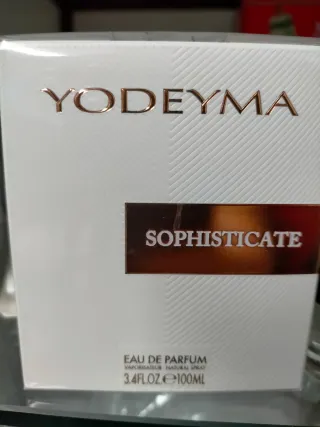 YODEYMA
SOPHISTICATE
EAU DE PARFUM
VAPORISATEUR - NATURAL SPRAY
3.4FL.OZ.℮100ML